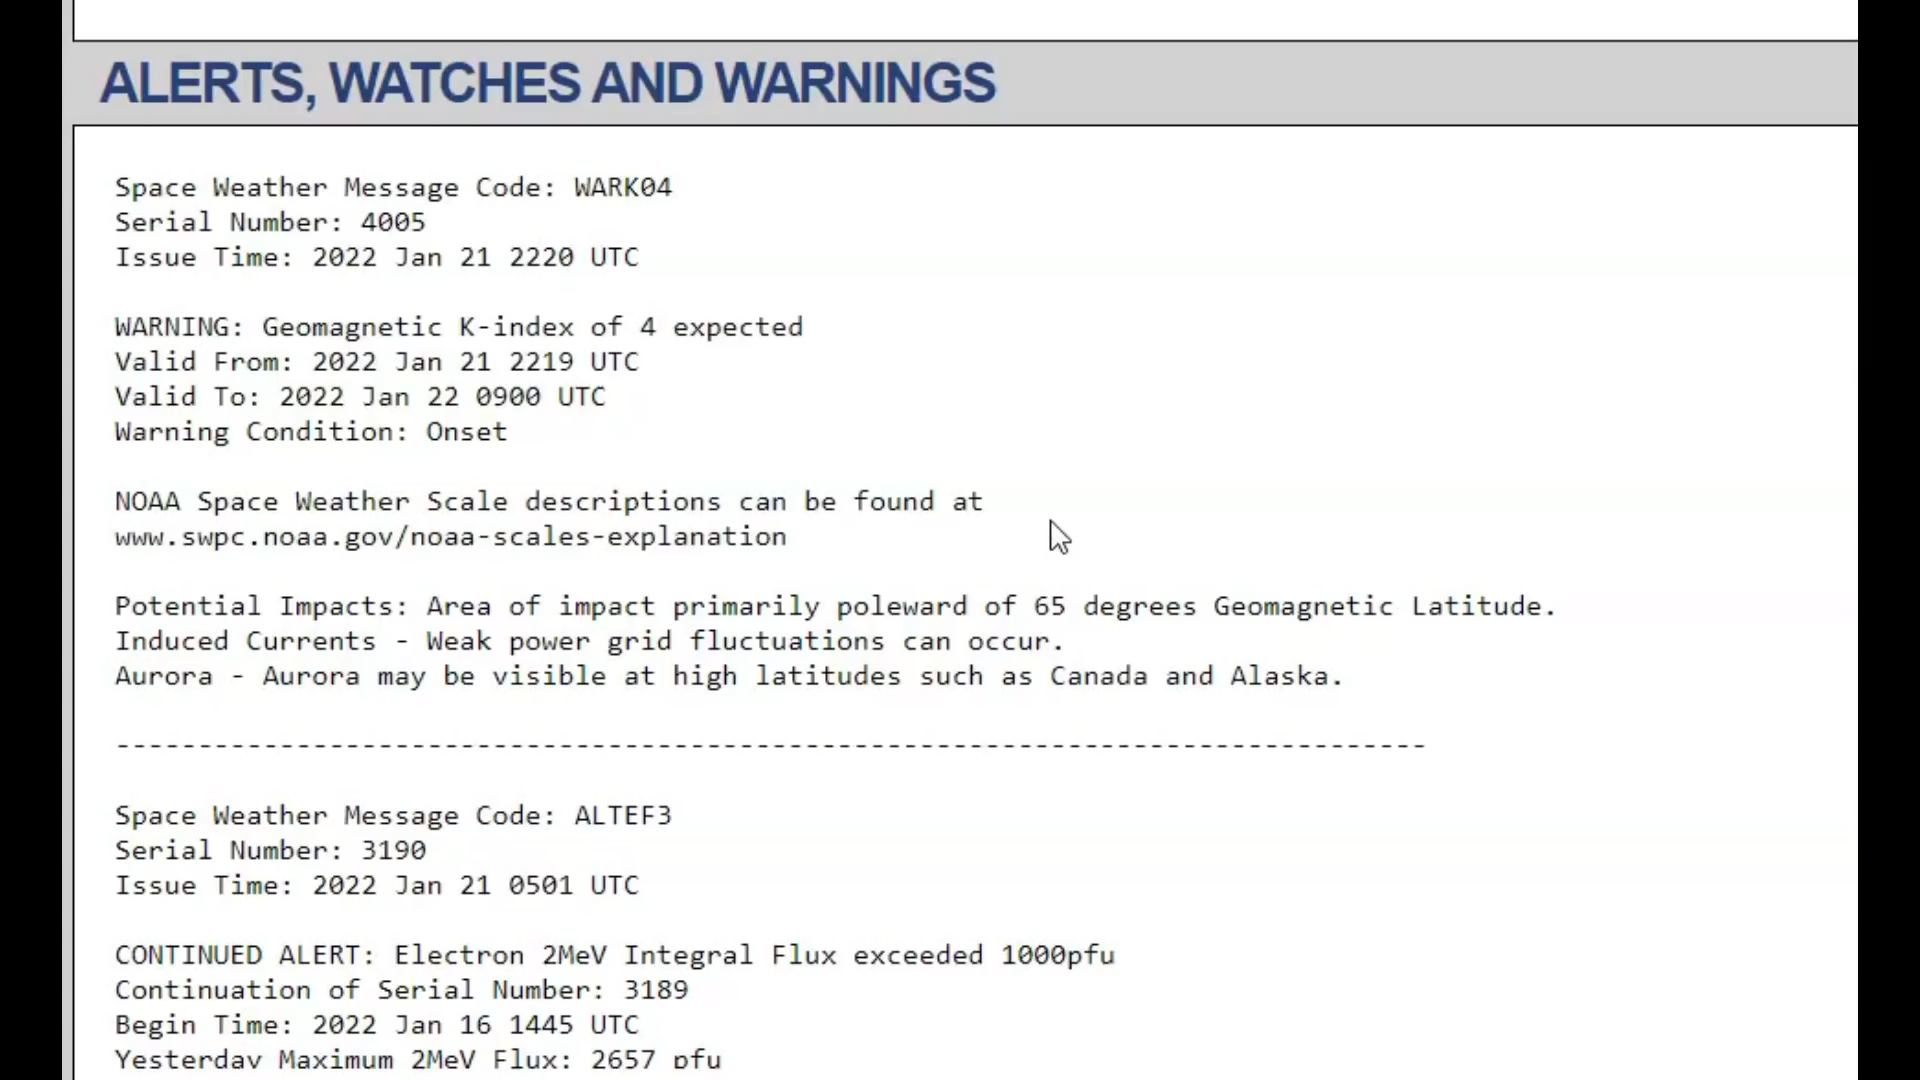 ALERTS, WATCHES AND WARNINGS
Space Weather Message Code: WARK04
Serial Number: 4005
Issue Time: 2022 Jan 21 2220 UTC
WARNING: Geomagnetic K-index of 4 expected
Valid From: 2022 Jan 21 2219 UTC
Valid To: 2022 Jan 22 0900 UTC
Warning Condition: Onset
NOAA Space Weather Scale descriptions can be found at
www.swpc.noaa.gov/noaa-scales-explanation
Potential Impacts: Area of impact primarily poleward of 65 degrees Geomagnetic Latitude.
Induced Currents - Weak power grid fluctuations can occur.
Aurora - Aurora may be visible at high latitudes such as Canada and Alaska.
--------------------------------------------------------------------------------
Space Weather Message Code: ALTEF3
Serial Number: 3190
Issue Time: 2022 Jan 21 0501 UTC
CONTINUED ALERT: Electron 2MeV Integral Flux exceeded 1000pfu
Continuation of Serial Number: 3189
Begin Time: 2022 Jan 16 1445 UTC
Yesterday Maximum 2MeV Flux: 2657 pfu